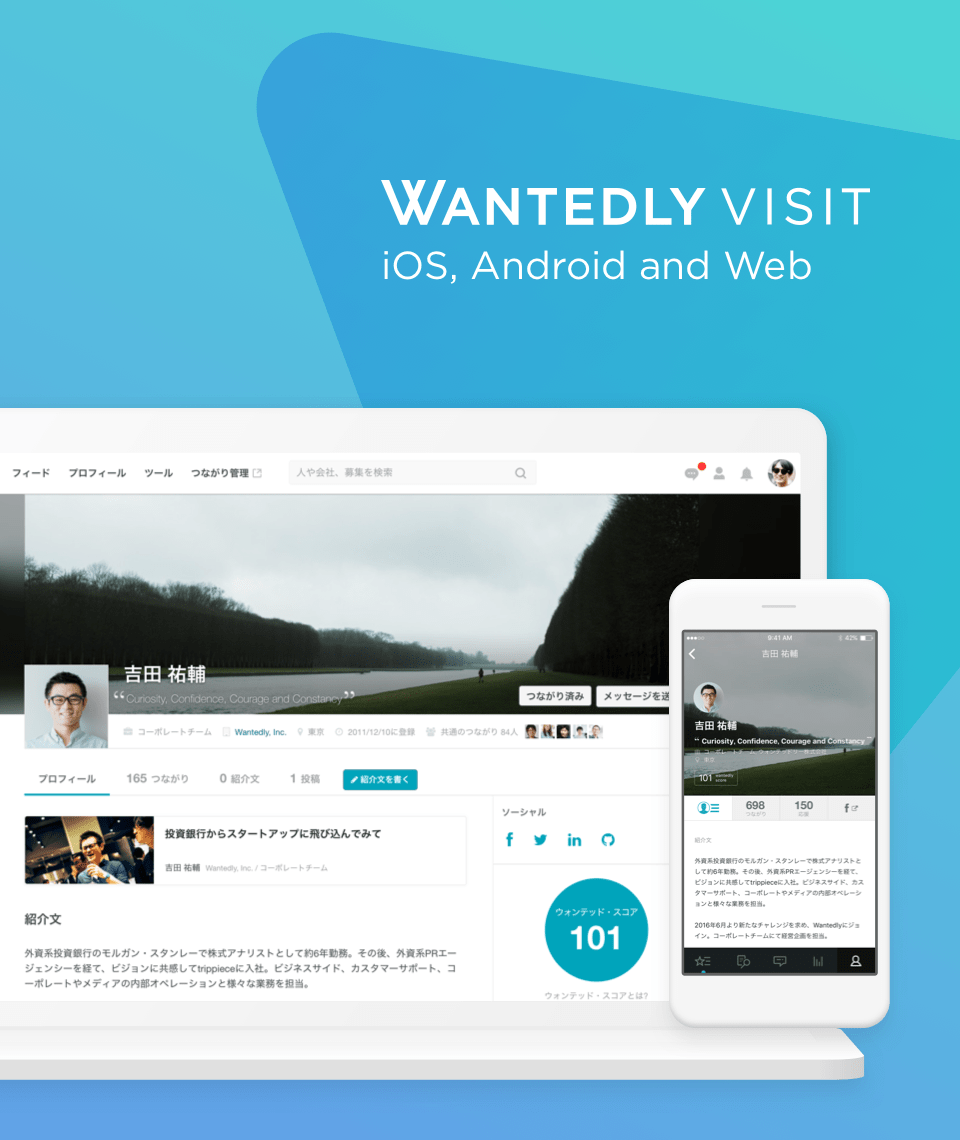 WANTEDLY VISIT
iOS, Android and Web
フィード プロフィール ツール つながり管理 人や会社、募集を検索
吉田 祐輔
“Curiosity, Confidence, Courage and Constancy”
つながり済み メッセージを送
コーポレートチーム Wantedly, Inc. 東京 2011/12/10に登録 共通のつながり 84人
プロフィール 165 つながり 0 紹介文 1 投稿 紹介文を書く
投資銀行からスタートアップに飛び込んでみて
吉田 祐輔 Wantedly, Inc. / コーポレートチーム
紹介文
外資系投資銀行のモルガン・スタンレーで株式アナリストとして約6年勤務。その後、外資系PRエー
ジェンシーを経て、ビジョンに共感してtrippieceに入社。ビジネスサイド、カスタマーサポート、コ
ーポレートやメディアの内部オペレーションと様々な業務を担当。
ソーシャル
ウォンテッド・スコア
101
ウォンテッド・スコアとは?
9:41 AM 42%
吉田 祐輔
吉田 祐輔
“ Curiosity, Confidence, Courage and Constancy ”
東京
101 wantedly score
698 150
つながり
紹介文
外資系投資銀行のモルガン・スタンレーで株式アナリストと
して約6年勤務。その後、外資系PRエージェンシーを経て、
ビジョンに共感してtrippieceに入社。ビジネスサイド、カス
タマーサポート、コーポレートやメディアの内部オペレーシ
ョンと様々な業務を担当。
2016年6月より新たなチャレンジを求め、Wantedlyにジョ
イン。コーポレートチームにて経営企画を担当。